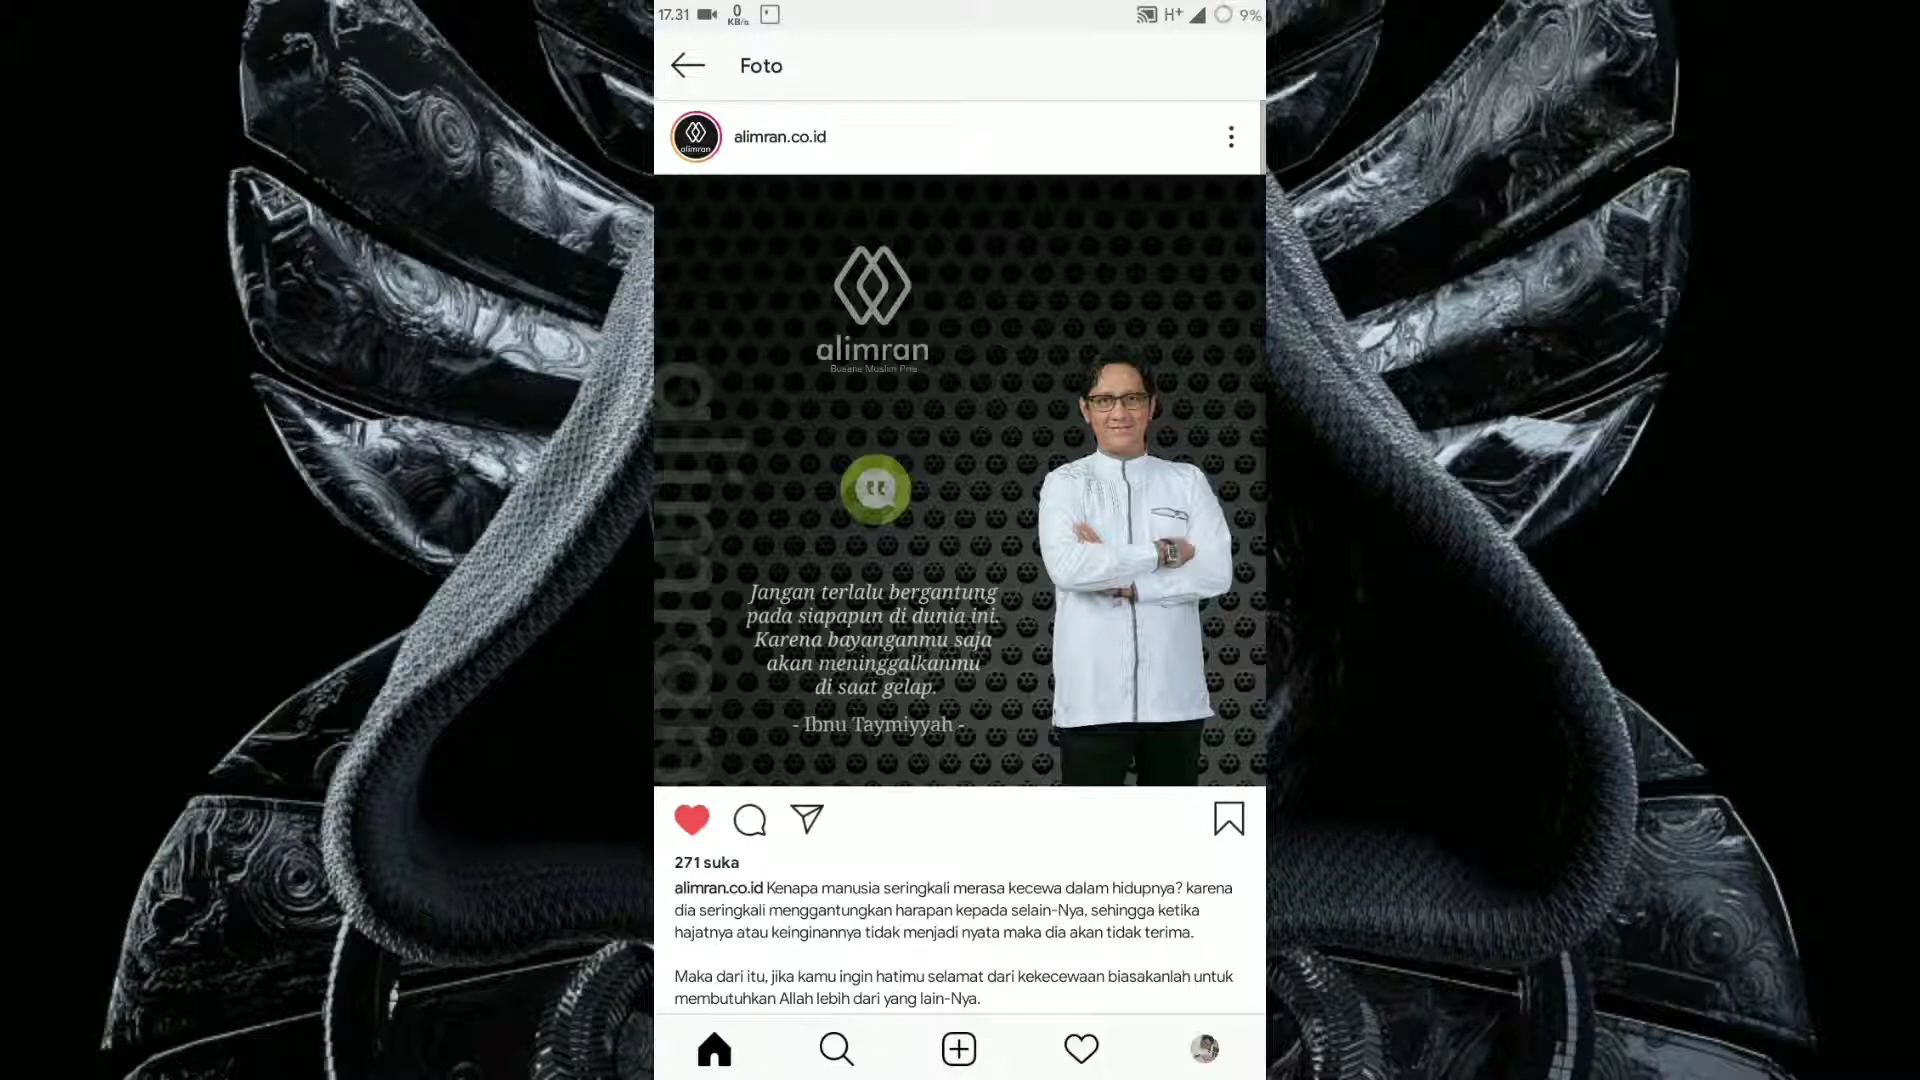 17.31 0 KB/s H+ 9%
Foto
alimran
alimran.co.id
alimran
Busana Muslim Pria
alimran
Jangan terlalu bergantung
pada siapapun di dunia ini.
Karena bayanganmu saja
akan meninggalkanmu
di saat gelap.
- Ibnu Taymiyyah -
271 suka
alimran.co.id Kenapa manusia seringkali merasa kecewa dalam hidupnya? karena
dia seringkali menggantungkan harapan kepada selain-Nya, sehingga ketika
hajatnya atau keinginannya tidak menjadi nyata maka dia akan tidak terima.
Maka dari itu, jika kamu ingin hatimu selamat dari kekecewaan biasakanlah untuk
membutuhkan Allah lebih dari yang lain-Nya.